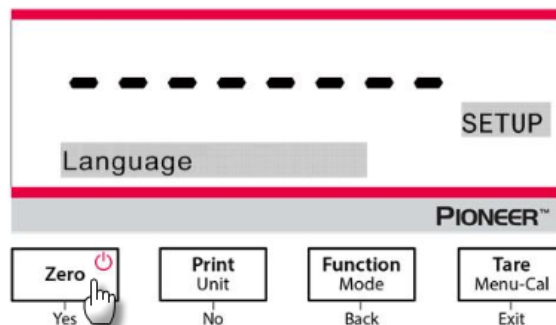 SETUP
Language
PIONEER™
Zero Print Function Tare
Unit Mode Menu-Cal
Yes No Back Exit